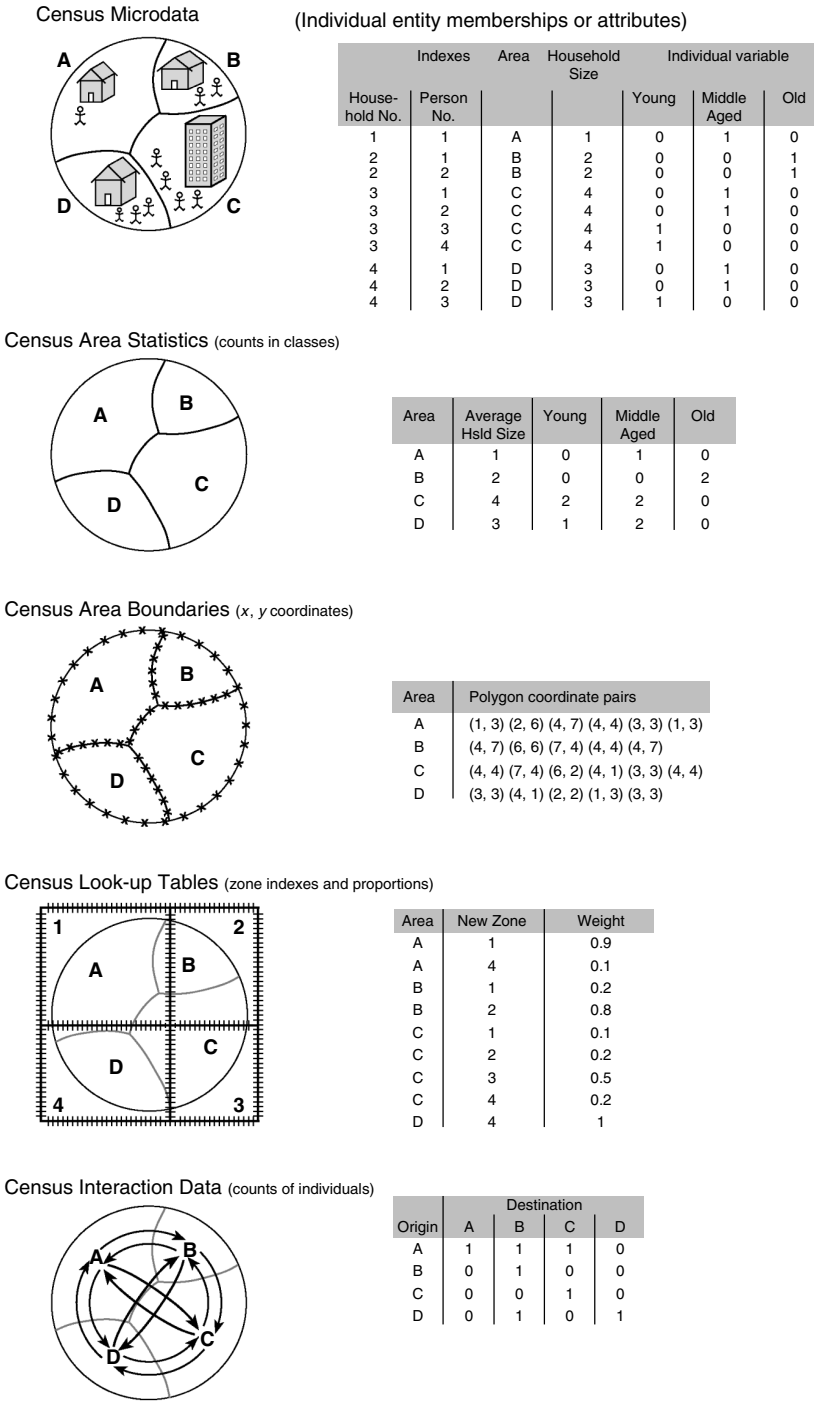 Census Microdata
(Individual entity memberships or attributes)
A
B
D
C
Indexes Area Household Size Individual variable
House-hold No. Person No. Young Middle Aged Old
1 1 A 1 0 1 0
2 1 B 2 0 0 1
2 2 B 2 0 0 1
3 1 C 4 0 1 0
3 2 C 4 0 1 0
3 3 C 4 1 0 0
3 4 C 4 1 0 0
4 1 D 3 0 1 0
4 2 D 3 0 1 0
4 3 D 3 1 0 0
Census Area Statistics (counts in classes)
A
B
C
D
Area Average Hsld Size Young Middle Aged Old
A 1 0 1 0
B 2 0 0 2
C 4 2 2 0
D 3 1 2 0
Census Area Boundaries (x, y coordinates)
A
B
C
D
Area Polygon coordinate pairs
A (1, 3) (2, 6) (4, 7) (4, 4) (3, 3) (1, 3)
B (4, 7) (6, 6) (7, 4) (4, 4) (4, 7)
C (4, 4) (7, 4) (6, 2) (4, 1) (3, 3) (4, 4)
D (3, 3) (4, 1) (2, 2) (1, 3) (3, 3)
Census Look-up Tables (zone indexes and proportions)
1 2
A B
D C
4 3
Area New Zone Weight
A 1 0.9
A 4 0.1
B 1 0.2
B 2 0.8
C 1 0.1
C 2 0.2
C 3 0.5
C 4 0.2
D 4 1
Census Interaction Data (counts of individuals)
A B
D C
Destination
Origin A B C D
A 1 1 1 0
B 0 1 0 0
C 0 0 1 0
D 0 1 0 1